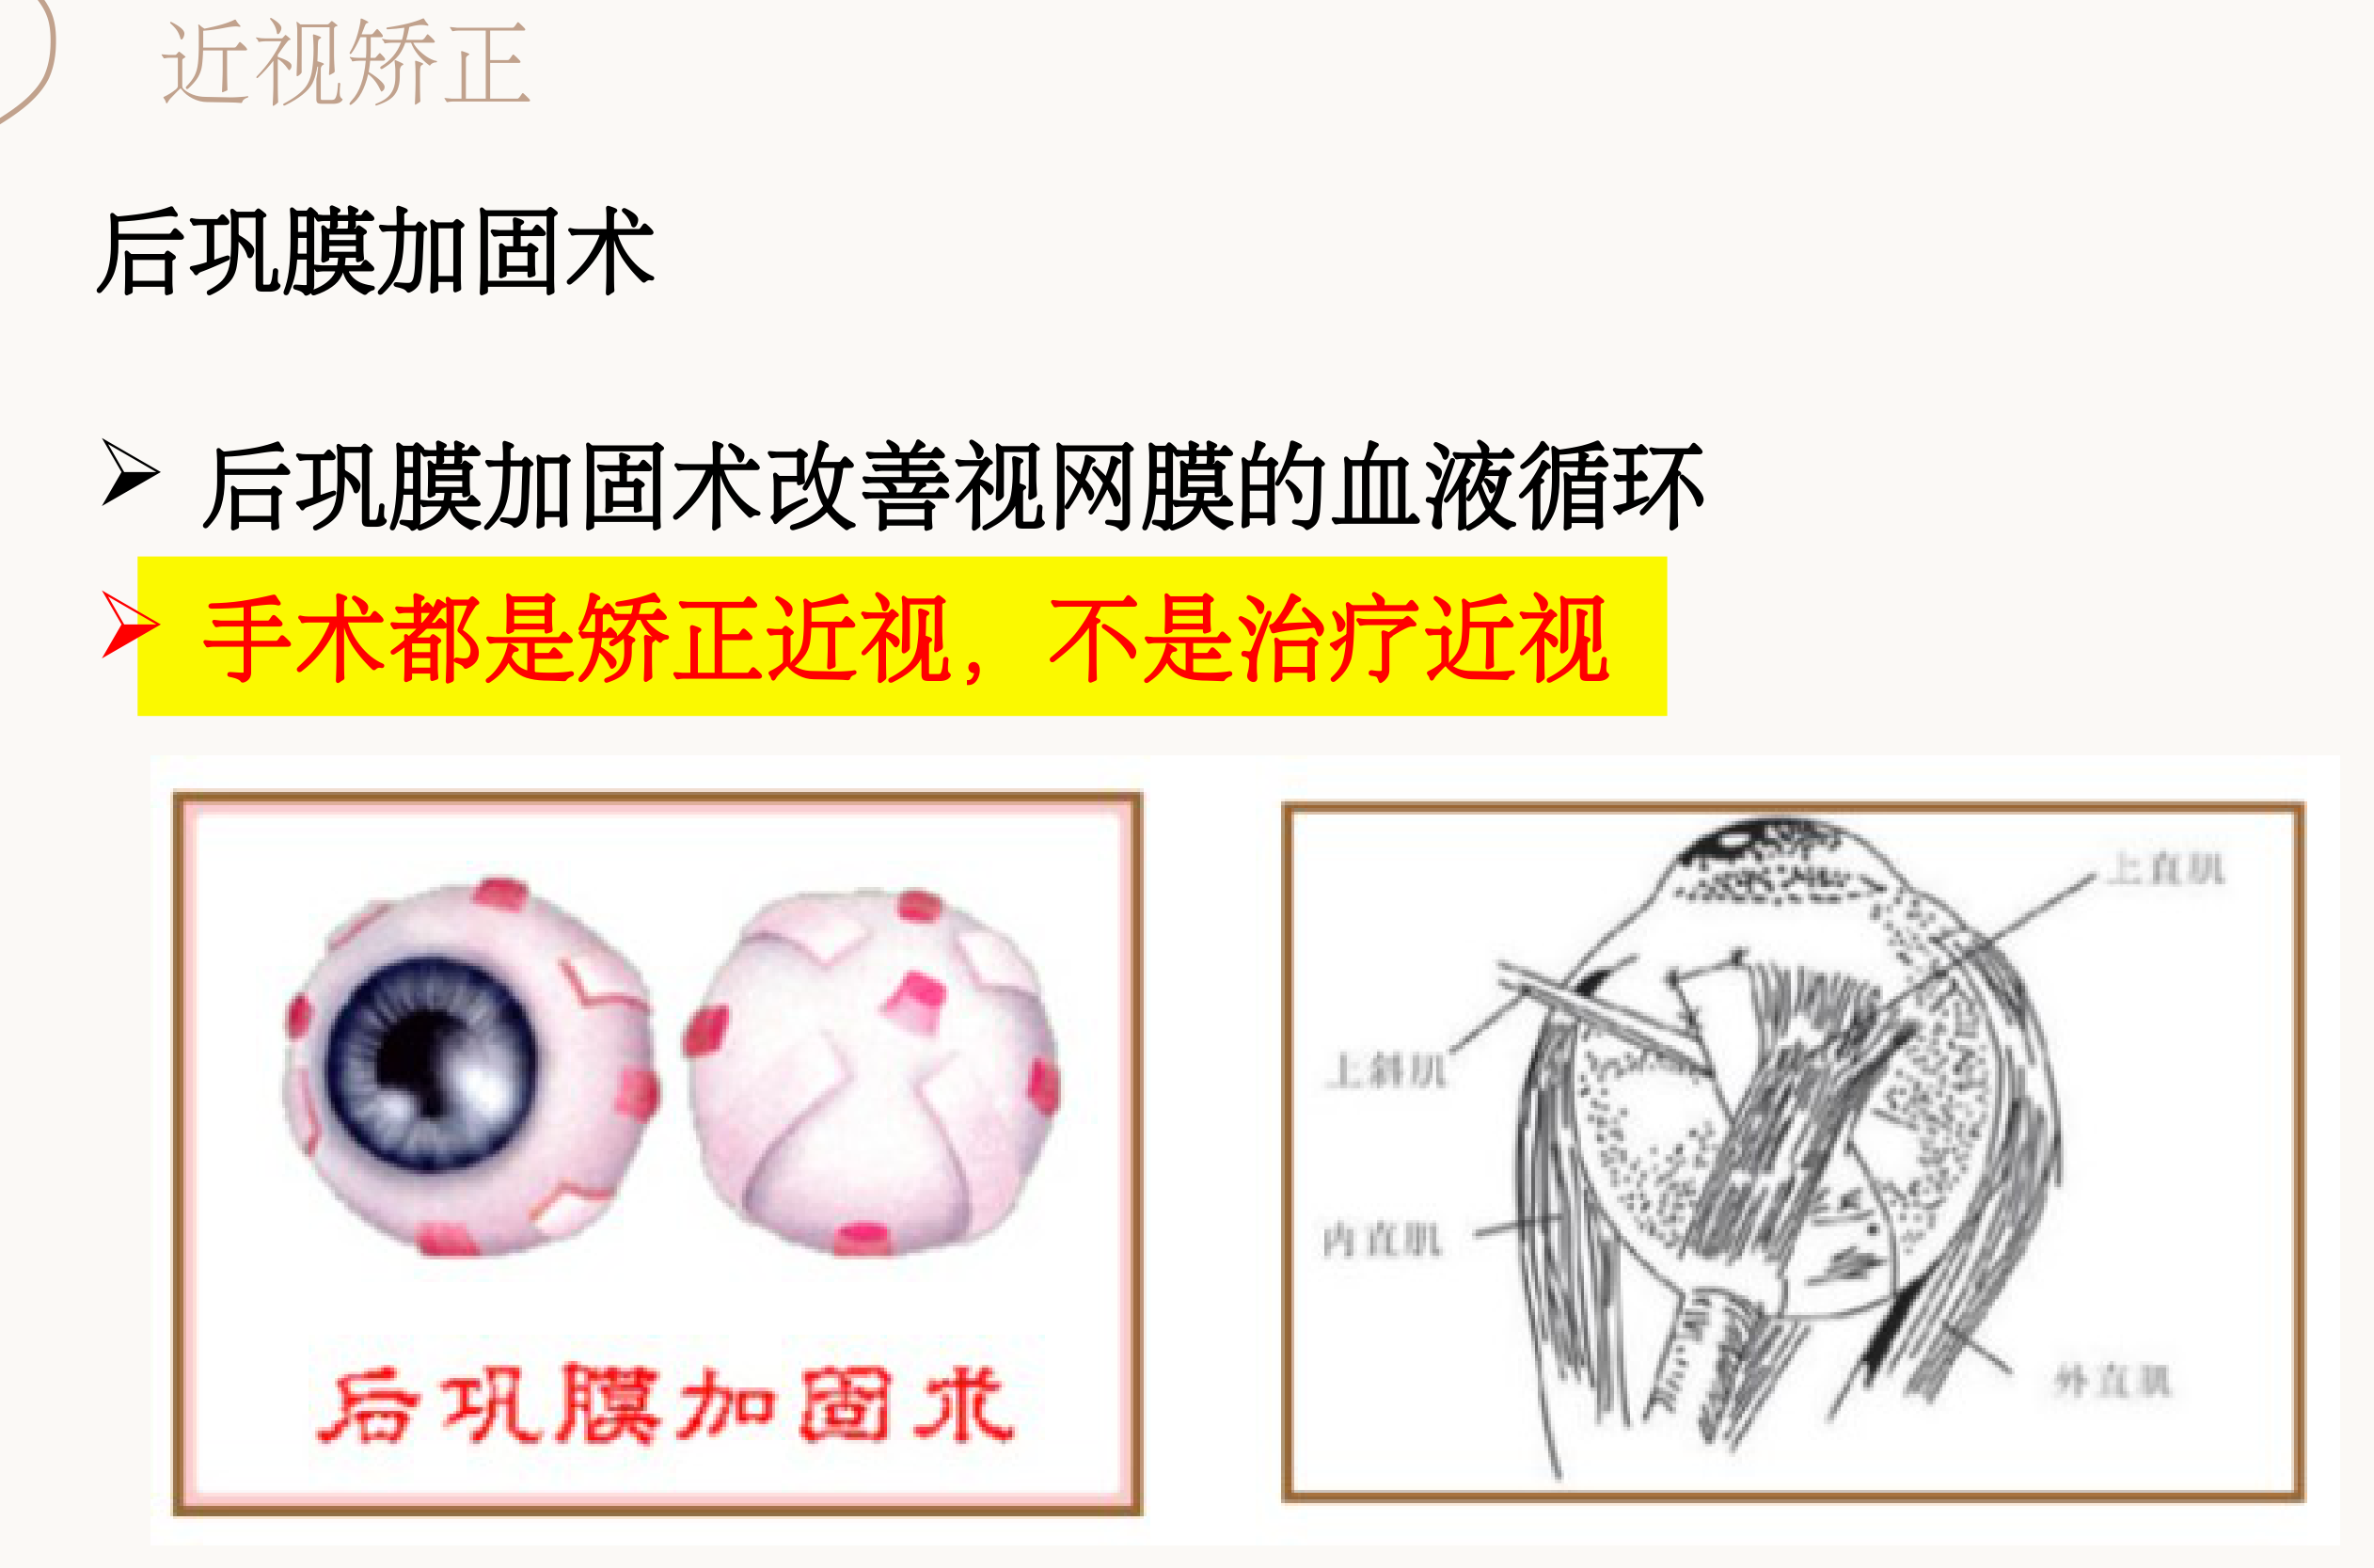 近视矫正
后巩膜加固术
后巩膜加固术改善视网膜的血液循环
手术都是矫正近视，不是治疗近视
后巩膜加固术
上直肌
上斜肌
内直肌
外直肌